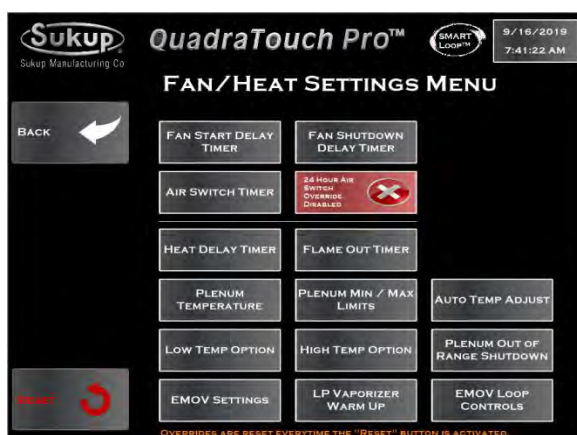 Sukup
Sukup Manufacturing Co
QuadraTouch Pro™
SMART
LOOP™
9/16/2019
7:41:22 AM
FAN/HEAT SETTINGS MENU
BACK
FAN START DELAY
TIMER
FAN SHUTDOWN
DELAY TIMER
AIR SWITCH TIMER
24 HOUR AIR
SWITCH
OVERRIDE
DISABLED
HEAT DELAY TIMER
FLAME OUT TIMER
PLENUM
TEMPERATURE
PLENUM MIN / MAX
LIMITS
AUTO TEMP ADJUST
LOW TEMP OPTION
HIGH TEMP OPTION
PLENUM OUT OF
RANGE SHUTDOWN
RESET
EMOV SETTINGS
LP VAPORIZER
WARM UP
EMOV LOOP
CONTROLS
OVERRIDES ARE RESET EVERYTIME THE "RESET" BUTTON IS ACTIVATED.